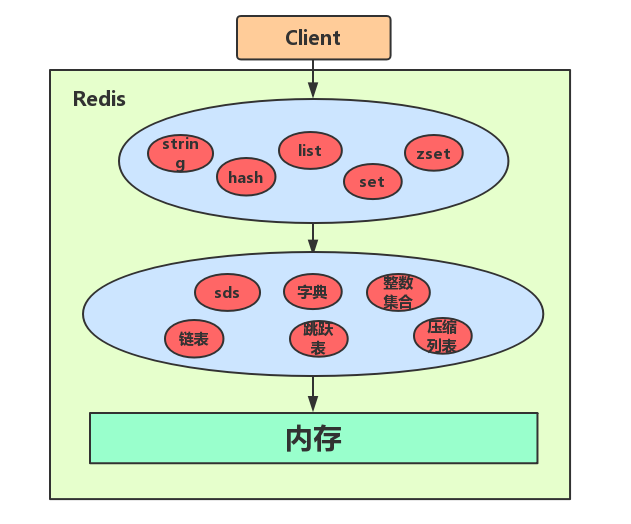 Client
Redis
strin
g
hash
list
set
zset
sds
字典
整数
集合
链表
跳跃
表
压缩
列表
内存